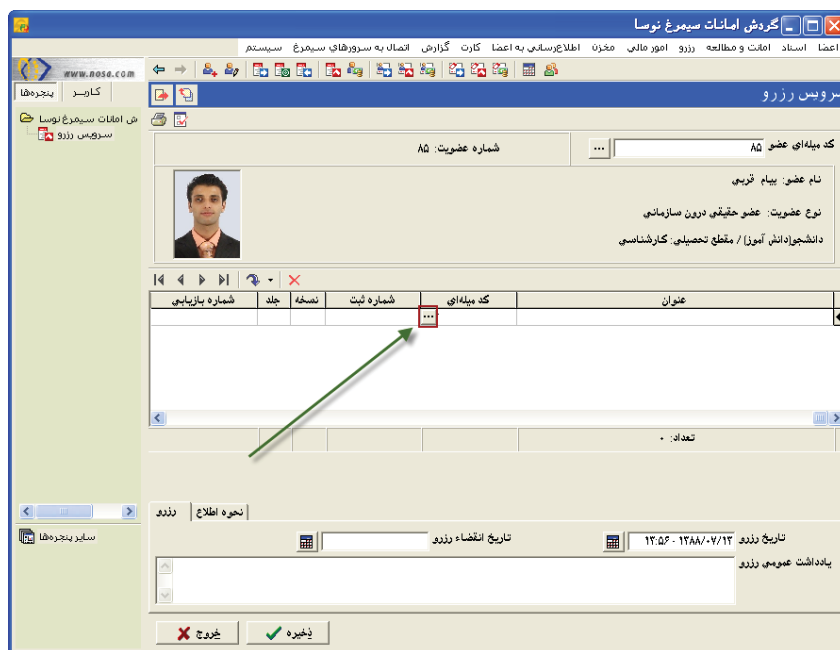 گردش امانات سیمرغ نوسا
اعضا اسناد امانت و مطالعه رزرو امور مالی مخزن اطلاع‌رسانی به اعضا کارت گزارش اتصال به سرورهای سیمرغ سیستم
www.nosa.com
کاربر پنجره‌ها
سرویس رزرو
ش امانات سیمرغ نوسا
سرویس رزرو
کد میله‌ای عضو ۸۵
شماره عضویت: ۸۵
نام عضو: پیام قربی
نوع عضویت: عضو حقیقی درون سازمانی
دانشجو(دانش آموز) / مقطع تحصیلی: کارشناسی
عنوان کد میله‌ای شماره ثبت نسخه جلد شماره بازیابی
تعداد: ۰
نحوه اطلاع رزرو
تاریخ رزرو ۱۳۸۸/۰۷/۱۳ - ۱۳:۵۶ تاریخ انقضاء رزرو
یادداشت عمومی رزرو
سایر پنجره‌ها
ذخیره خروج